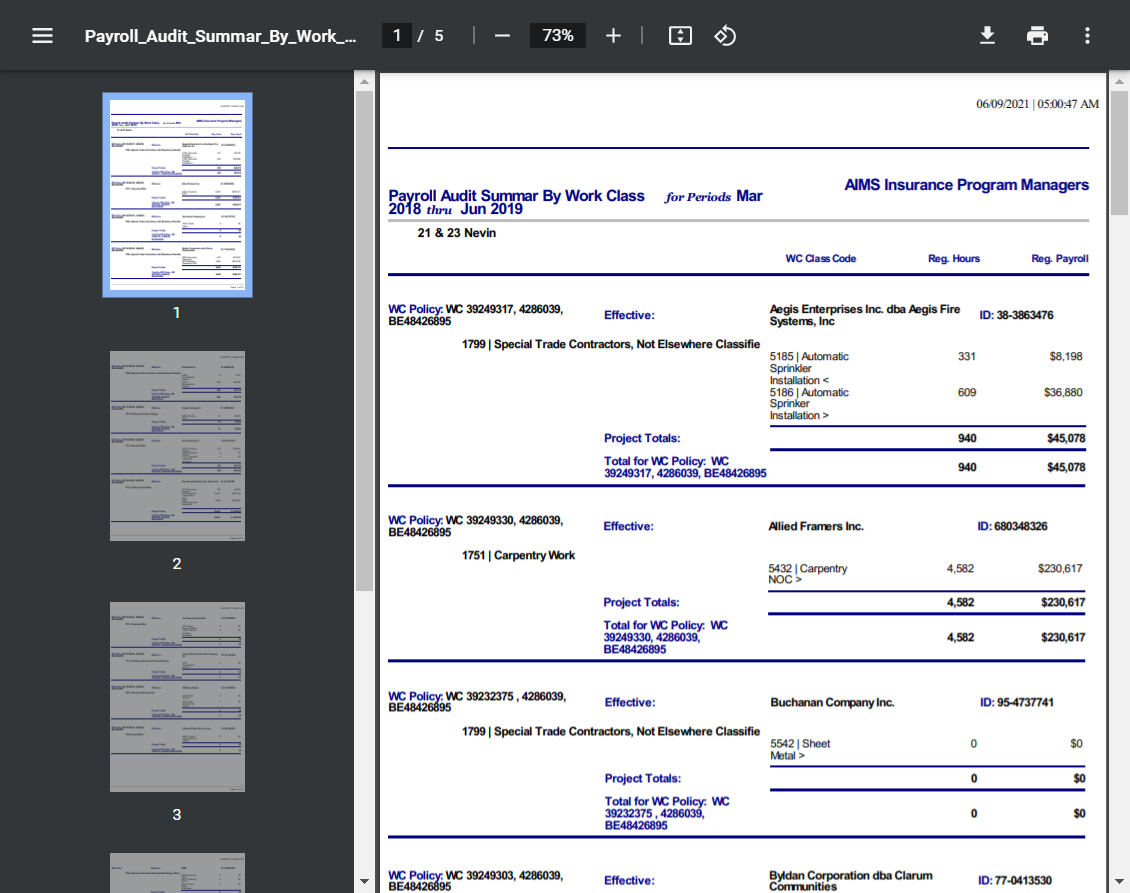 Payroll_Audit_Summar_By_Work_...
1 / 5
73%
06/09/2021 | 05:00:47 AM
AIMS Insurance Program Managers
Payroll Audit Summar By Work Class for Periods Mar
2018 thru Jun 2019
21 & 23 Nevin
WC Class Code Reg. Hours Reg. Payroll
WC Policy: WC 39249317, 4286039,
BE48426895
Effective:
Aegis Enterprises Inc. dba Aegis Fire
Systems, Inc
ID: 38-3863476
1799 | Special Trade Contractors, Not Elsewhere Classifie
5185 | Automatic
Sprinkler
Installation <
331 $8,198
5186 | Automatic
Sprinker
Installation >
609 $36,880
Project Totals: 940 $45,078
Total for WC Policy: WC
39249317, 4286039, BE48426895
940 $45,078
WC Policy: WC 39249330, 4286039,
BE48426895
Effective:
Allied Framers Inc.
ID: 680348326
1751 | Carpentry Work
5432 | Carpentry
NOC >
4,582 $230,617
Project Totals: 4,582 $230,617
Total for WC Policy: WC
39249330, 4286039,
BE48426895
4,582 $230,617
WC Policy: WC 39232375 , 4286039,
BE48426895
Effective:
Buchanan Company Inc.
ID: 95-4737741
1799 | Special Trade Contractors, Not Elsewhere Classifie
5542 | Sheet
Metal >
0 $0
Project Totals: 0 $0
Total for WC Policy: WC
39232375 , 4286039,
BE48426895
0 $0
WC Policy: WC 39249303, 4286039,
BE48426895
Effective:
Byldan Corporation dba Clarum
Communities
ID: 77-0413530
1
2
3